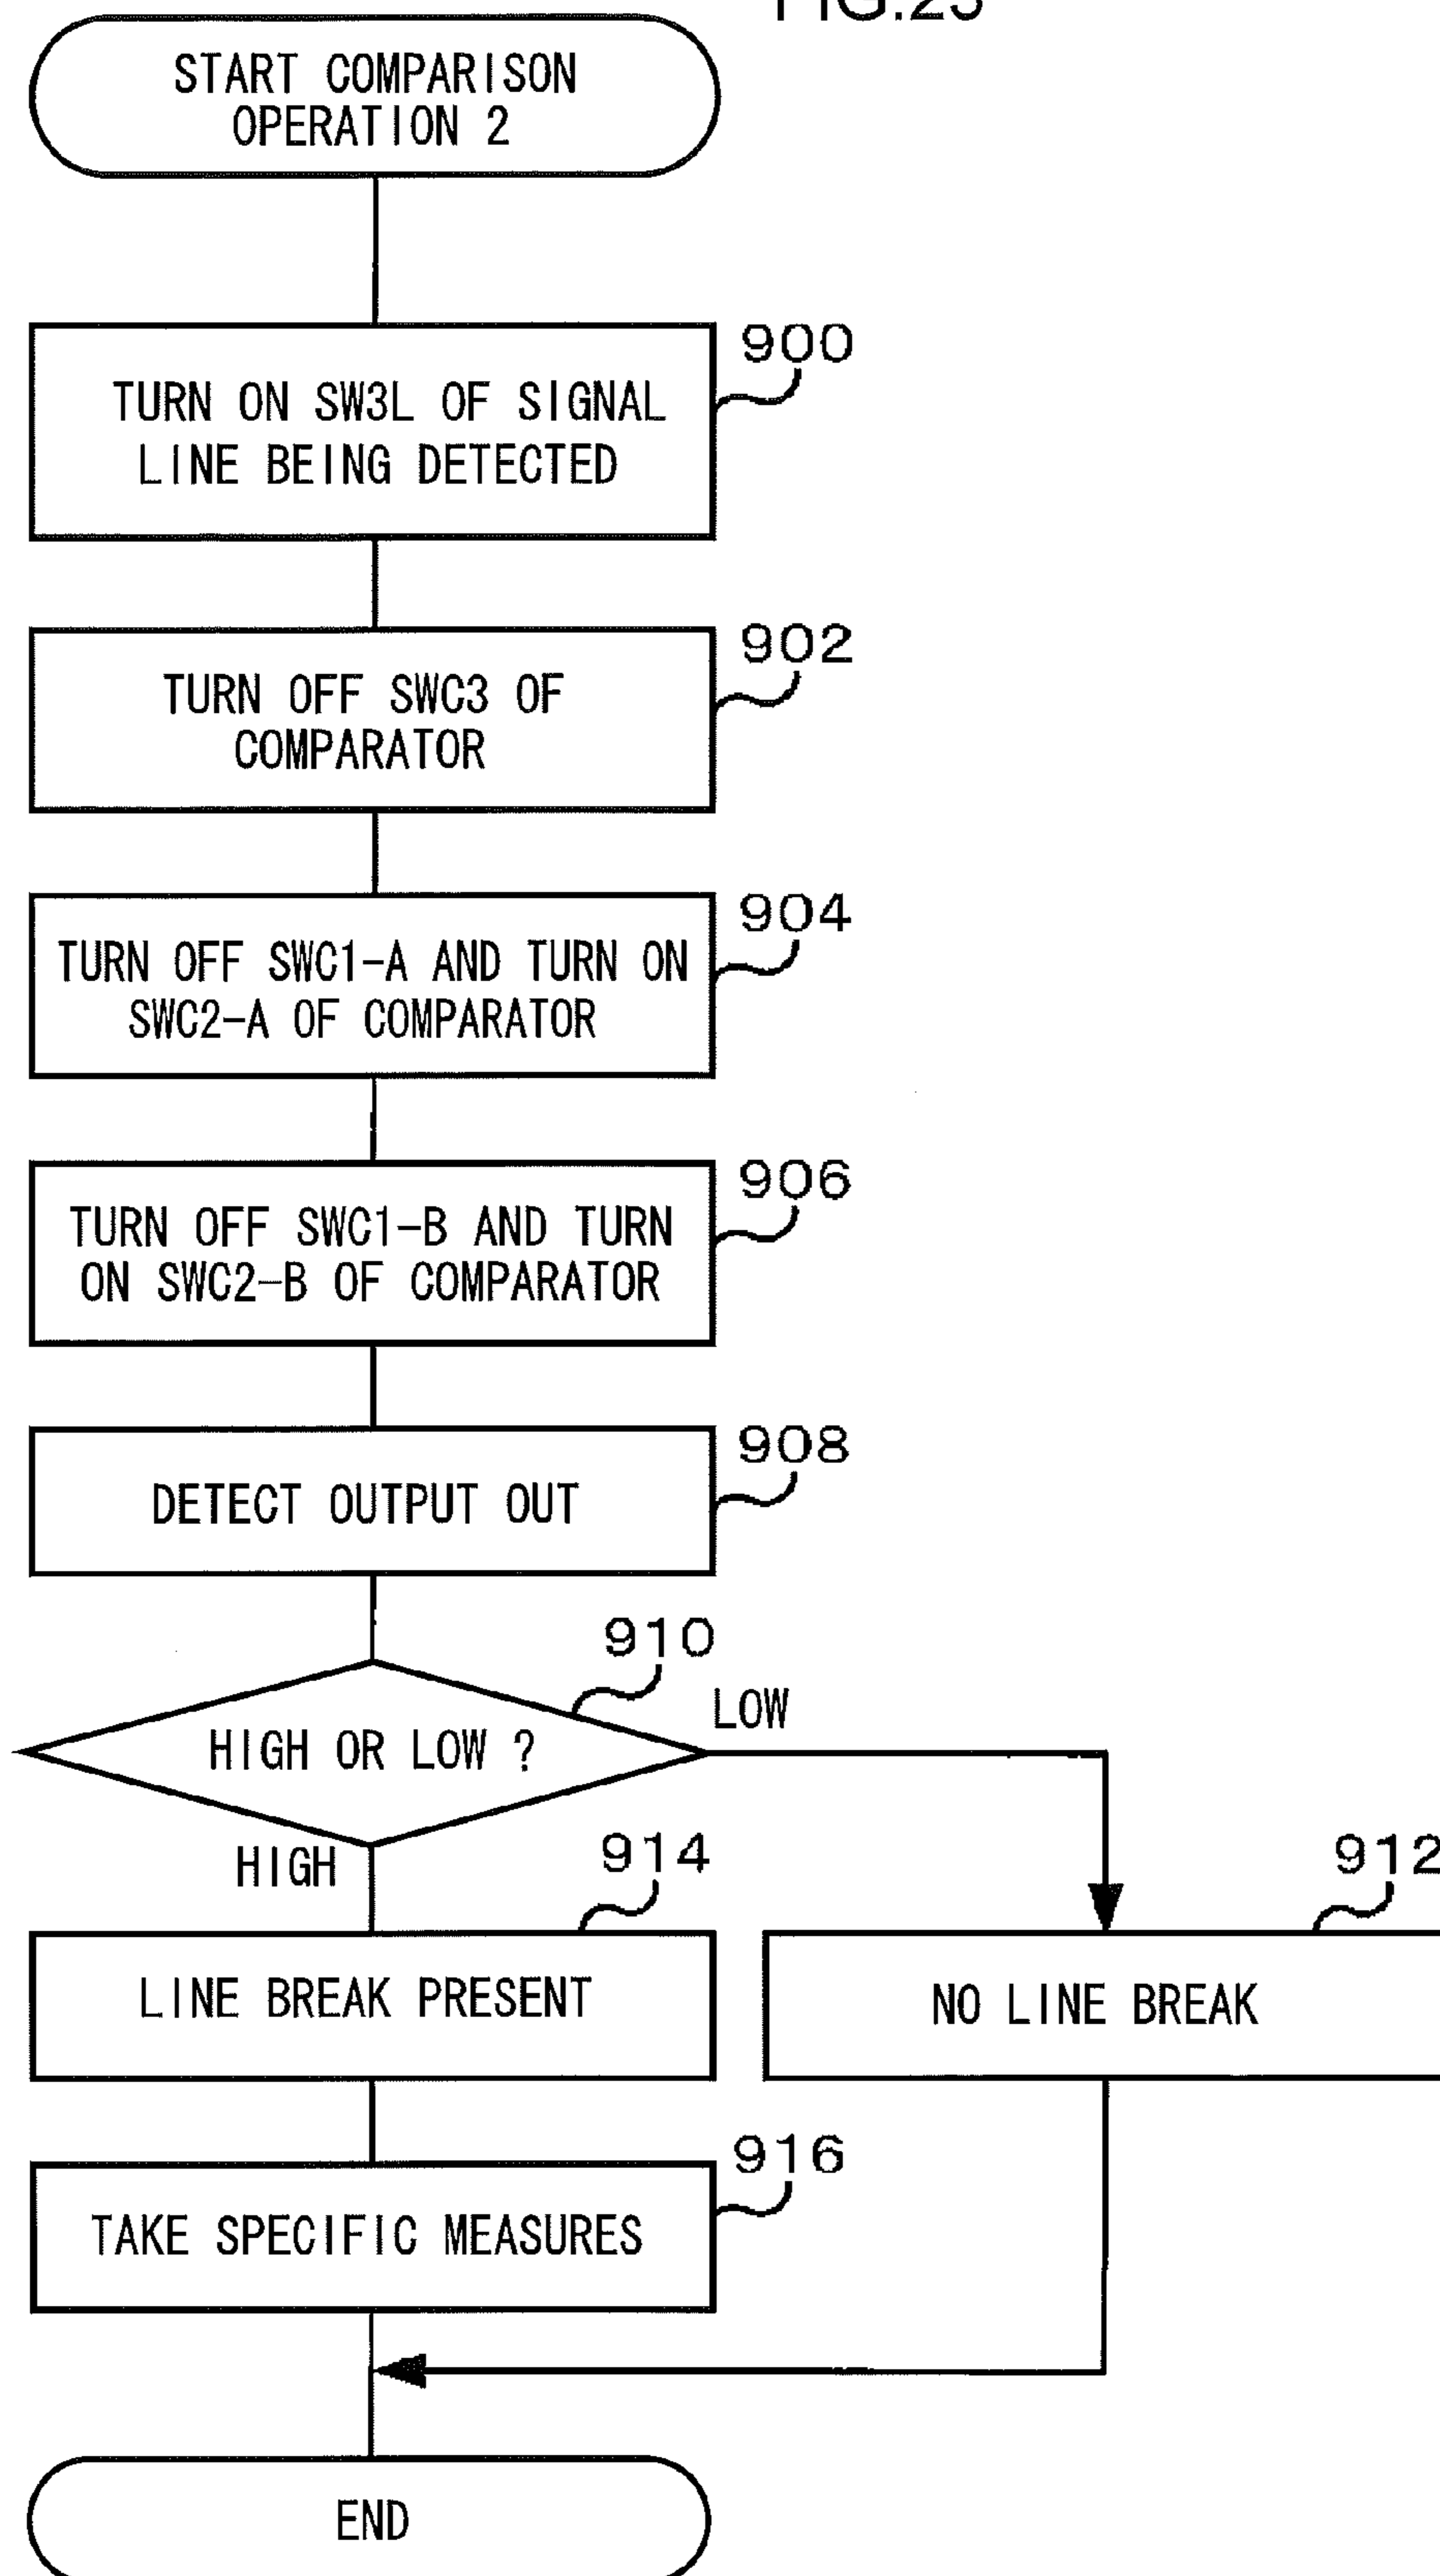 START COMPARISON
OPERATION 2
900
TURN ON SW3L OF SIGNAL
LINE BEING DETECTED
902
TURN OFF SWC3 OF
COMPARATOR
904
TURN OFF SWC1-A AND TURN ON
SWC2-A OF COMPARATOR
906
TURN OFF SWC1-B AND TURN
ON SWC2-B OF COMPARATOR
908
DETECT OUTPUT OUT
910
HIGH OR LOW ?
LOW
HIGH
914
LINE BREAK PRESENT
912
NO LINE BREAK
916
TAKE SPECIFIC MEASURES
END